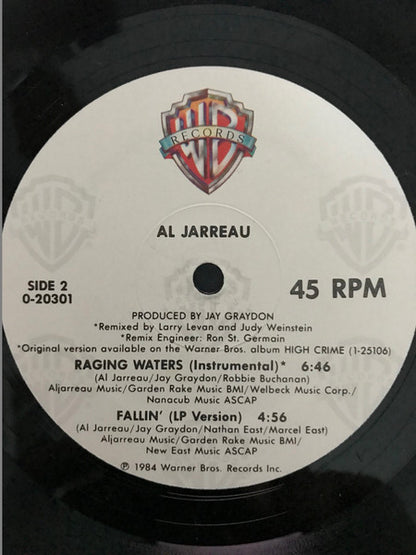 WB
RECORDS
AL JARREAU
SIDE 2
0-20301
45 RPM
PRODUCED BY JAY GRAYDON
*Remixed by Larry Levan and Judy Weinstein
*Remix Engineer: Ron St. Germain
*Original version available on the Warner Bros. album HIGH CRIME (1-25106)
RAGING WATERS (Instrumental)* 6:46
(Al Jarreau/Jay Graydon/Robbie Buchanan)
Aljarreau Music/Garden Rake Music BMI/Welbeck Music Corp./
Nanacub Music ASCAP
FALLIN' (LP Version) 4:56
(Al Jarreau/Jay Graydon/Nathan East/Marcel East)
Aljarreau Music/Garden Rake Music BMI/
New East Music ASCAP
℗ 1984 Warner Bros. Records Inc.